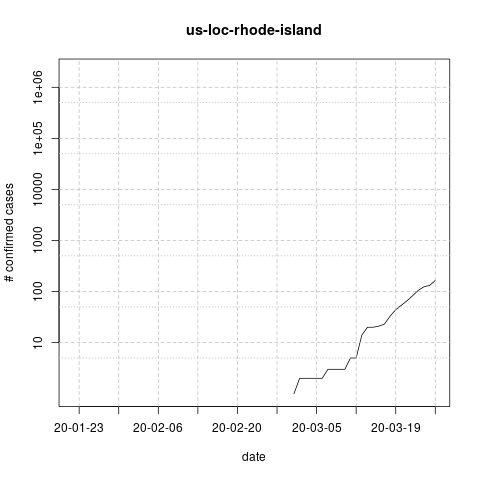 us-loc-rhode-island
# confirmed cases
1e+06
1e+05
10000
1000
100
10
20-01-23 20-02-06 20-02-20 20-03-05 20-03-19
date